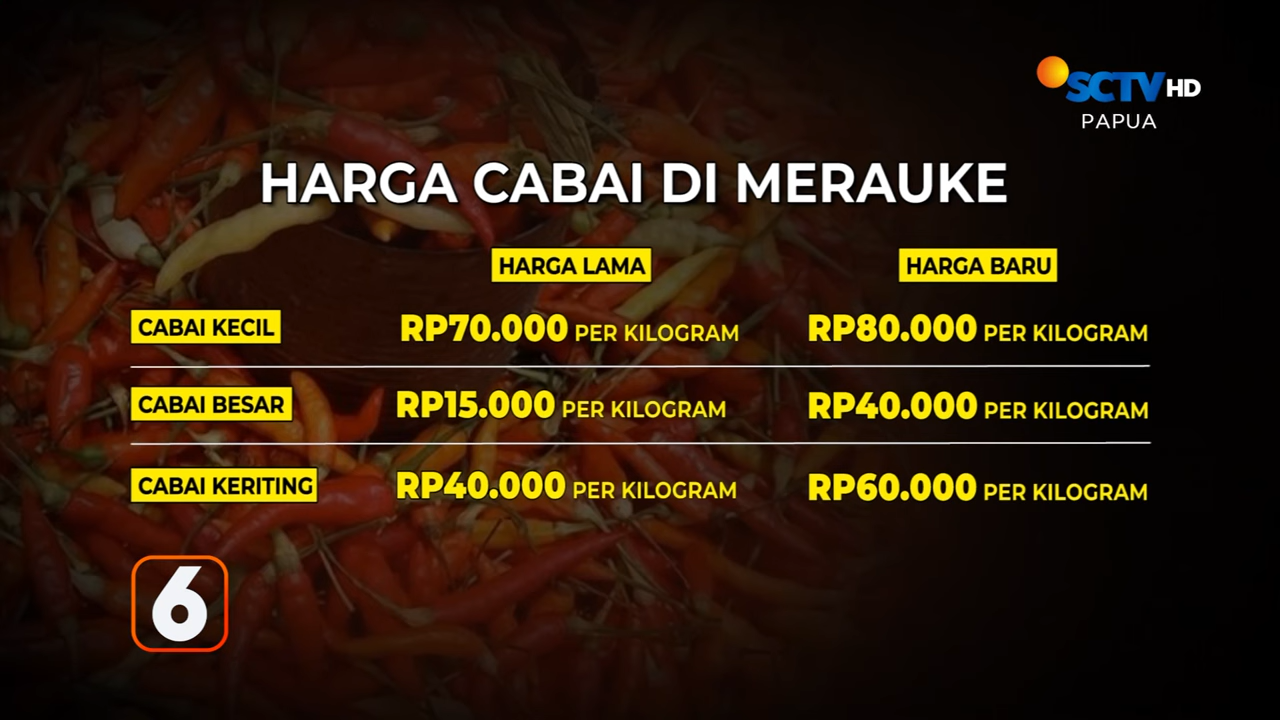 SCTV HD
PAPUA
HARGA CABAI DI MERAUKE
HARGA LAMA HARGA BARU
CABAI KECIL RP70.000 PER KILOGRAM RP80.000 PER KILOGRAM
CABAI BESAR RP15.000 PER KILOGRAM RP40.000 PER KILOGRAM
CABAI KERITING RP40.000 PER KILOGRAM RP60.000 PER KILOGRAM
6